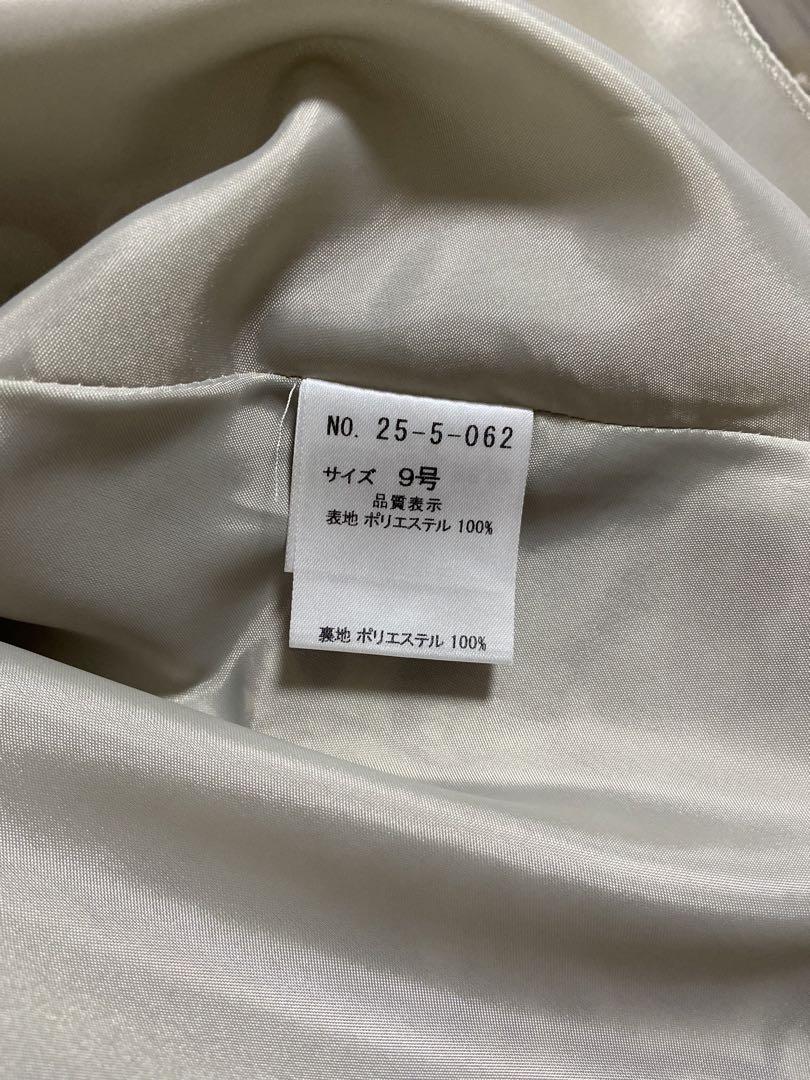 NO. 25-5-062
サイズ 9号
品質表示
表地 ポリエステル 100%
裏地 ポリエステル 100%